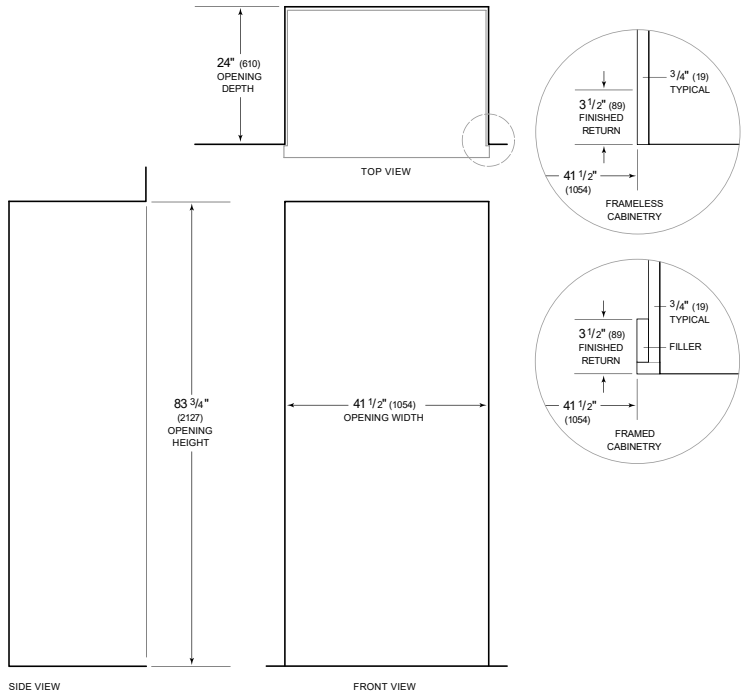 24" (610)
OPENING
DEPTH
TOP VIEW
3/4" (19)
TYPICAL
3 1/2" (89)
FINISHED
RETURN
41 1/2"
(1054)
FRAMELESS
CABINETRY
3/4" (19)
TYPICAL
3 1/2" (89)
FINISHED
RETURN
FILLER
41 1/2"
(1054)
FRAMED
CABINETRY
83 3/4"
(2127)
OPENING
HEIGHT
41 1/2" (1054)
OPENING WIDTH
SIDE VIEW
FRONT VIEW